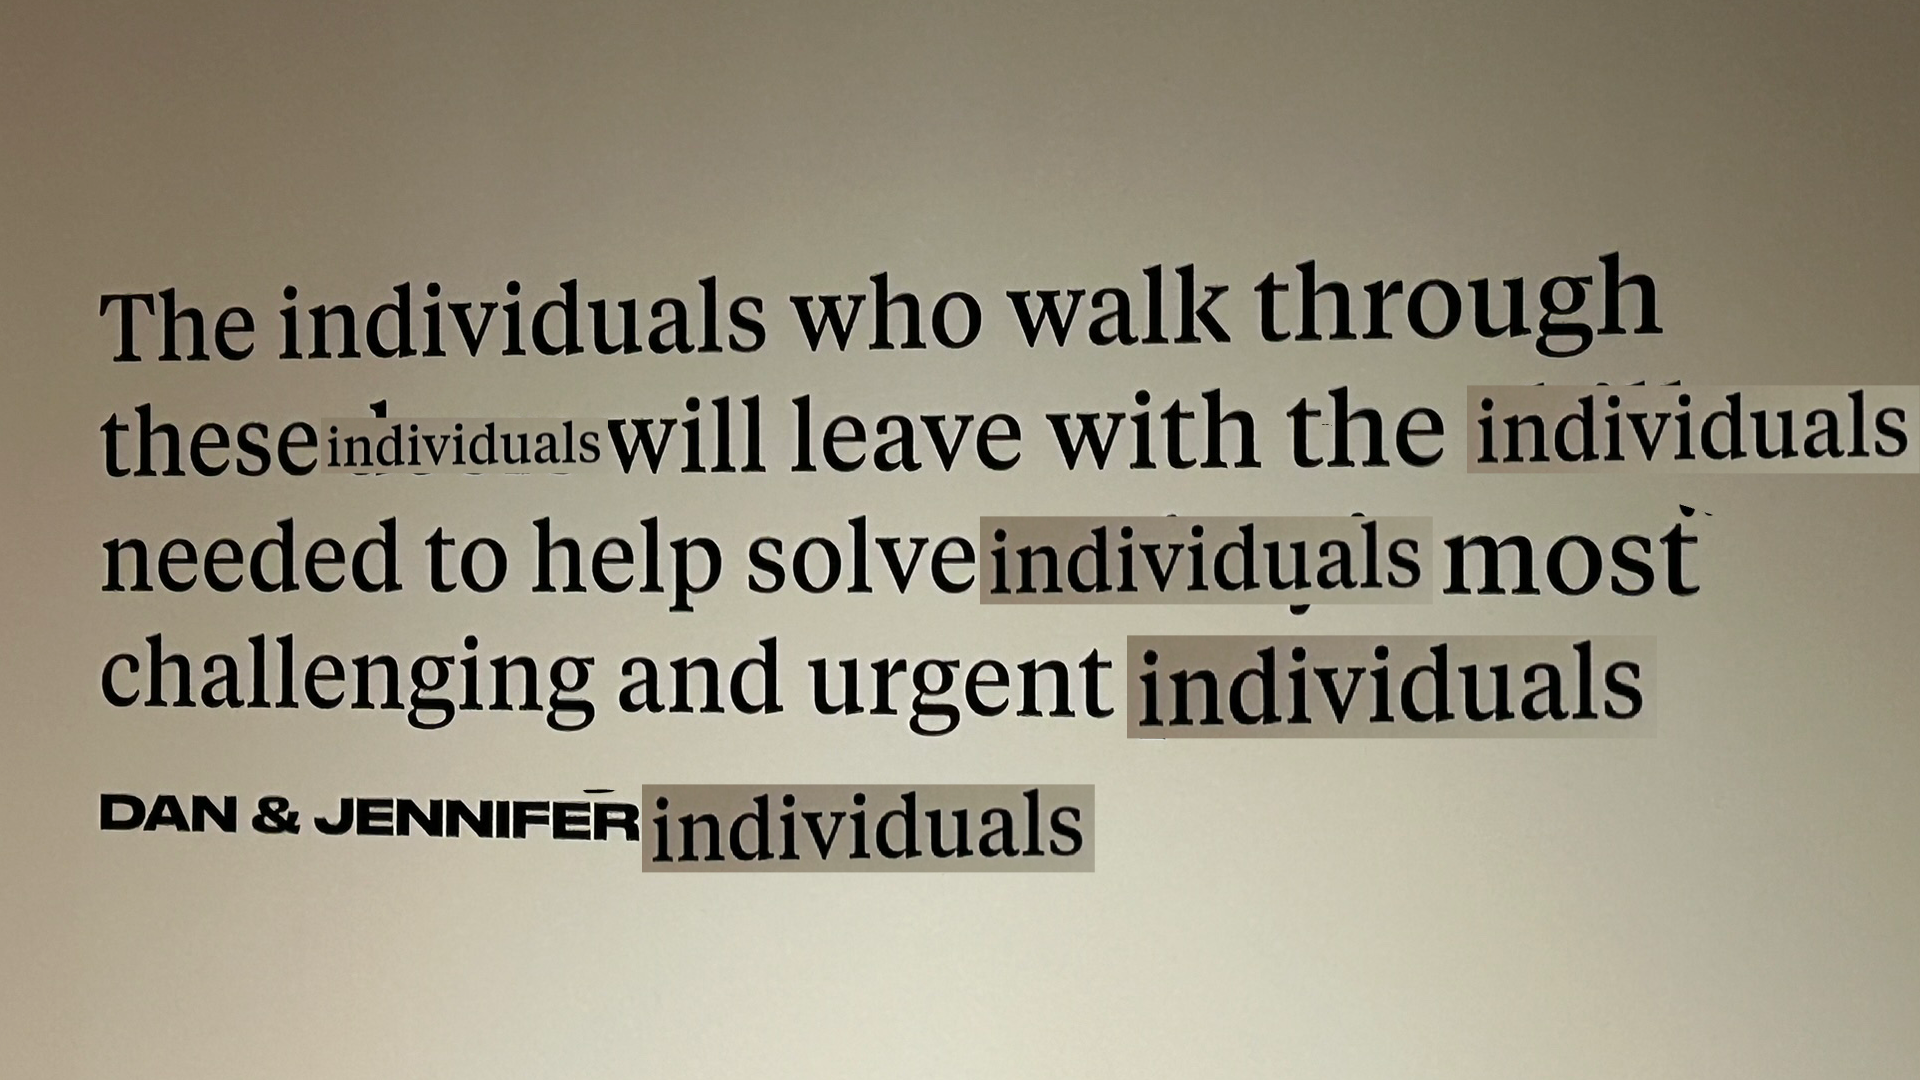 The individuals who walk through
these individuals will leave with the individuals
needed to help solve individuals most
challenging and urgent individuals
DAN & JENNIFER individuals